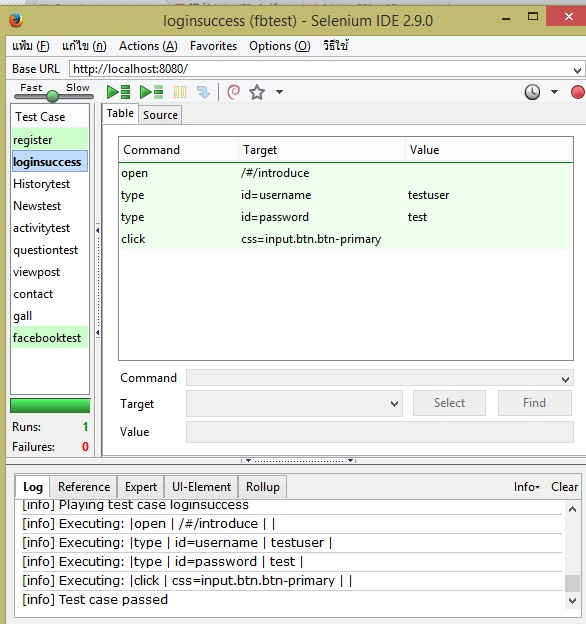 loginsuccess (fbtest) - Selenium IDE 2.9.0
แฟ้ม (F) แก้ไข (ก) Actions (A) Favorites Options (O) วิธีใช้
Base URL http://localhost:8080/
Fast Slow
Test Case
register
loginsuccess
Historytest
Newstest
activitytest
questiontest
viewpost
contact
gall
facebooktest
Runs: 1
Failures: 0
Table Source
Command Target Value
open /#/introduce
type id=username testuser
type id=password test
click css=input.btn.btn-primary
Command
Target Select Find
Value
Log Reference Expert UI-Element Rollup Info Clear
[info] Playing test case loginsuccess
[info] Executing: |open | /#/introduce | |
[info] Executing: |type | id=username | testuser |
[info] Executing: |type | id=password | test |
[info] Executing: |click | css=input.btn.btn-primary | |
[info] Test case passed